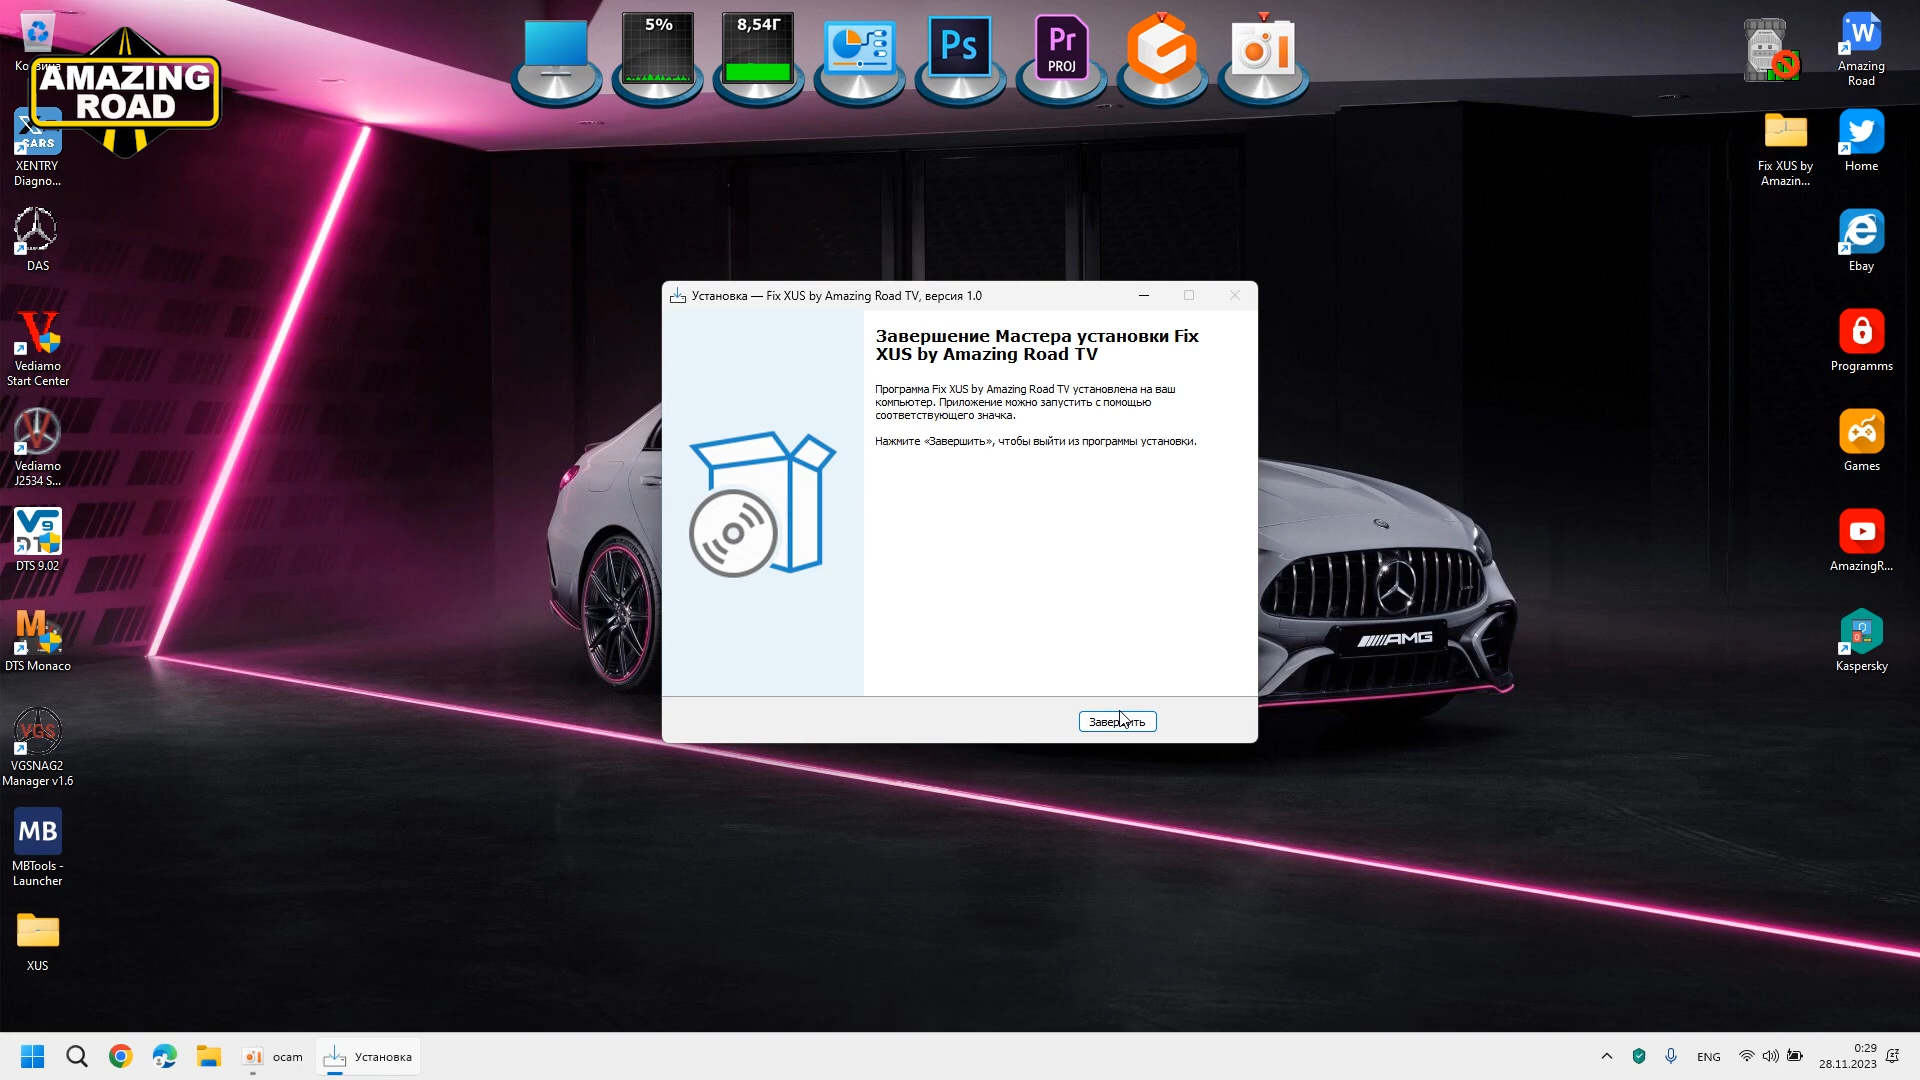 5%
8,54Г
Ps
Pr
PROJ
W
Amazing
Road
AMAZING
ROAD
CARS
XENTRY
Diagno...
Fix XUS by
Amazin...
Home
DAS
Ebay
Установка — Fix XUS by Amazing Road TV, версия 1.0
Завершение Мастера установки Fix
XUS by Amazing Road TV
Программа Fix XUS by Amazing Road TV установлена на ваш
компьютер. Приложение можно запустить с помощью
соответствующего значка.
Нажмите «Завершить», чтобы выйти из программы установки.
Завершить
Vediamo
Start Center
Programms
Vediamo
J2534 S...
Games
DTS 9.02
AmazingR...
M
DTS Monaco
Kaspersky
AMG
VGS
VGSNAG2
Manager v1.6
MB
MBTools -
Launcher
XUS
ocam
Установка
ENG
0:29
28.11.2023